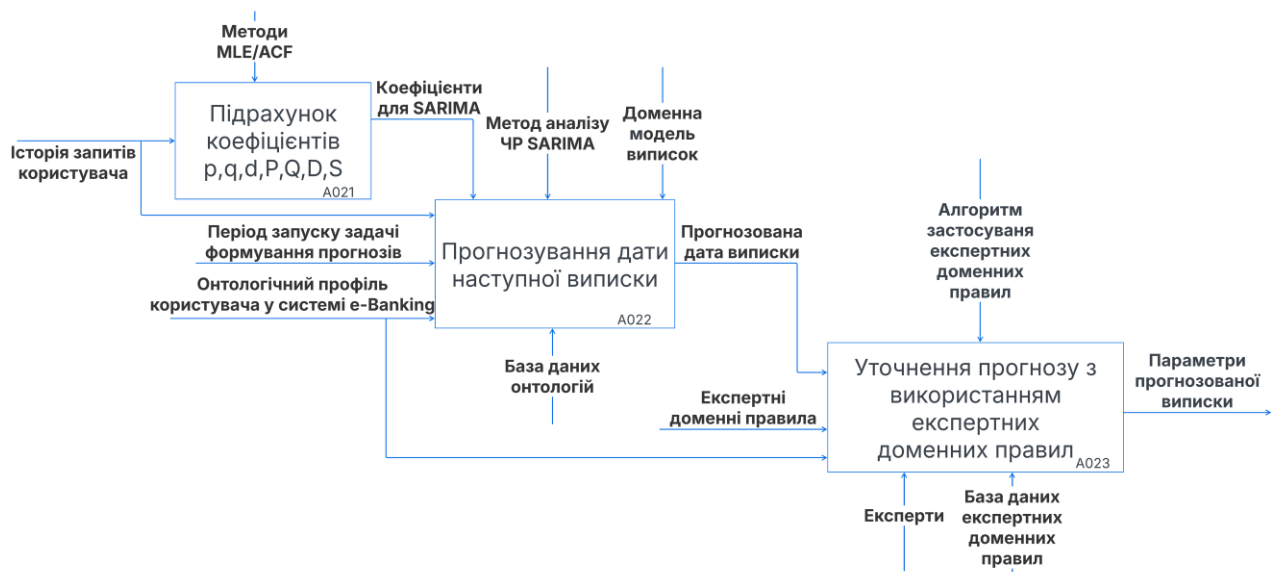 Методи
MLE/ACF
Підрахунок
коефіцієнтів
p,q,d,P,Q,D,S
A021
Історія запитів
користувача
Коефіцієнти
для SARIMA
Метод аналізу
ЧР SARIMA
Доменна
модель
виписок
Період запуску задачі
формування прогнозів
Онтологічний профіль
користувача у системі e-Banking
Прогнозування дати
наступної виписки
A022
База даних
онтологій
Прогнозована
дата виписки
Алгоритм
застосуваня
експертних
доменних
правил
Експертні
доменні правила
Уточнення прогнозу з
використанням
експертних
доменних правил
A023
Параметри
прогнозованої
виписки
Експерти
База даних
експертних
доменних
правил